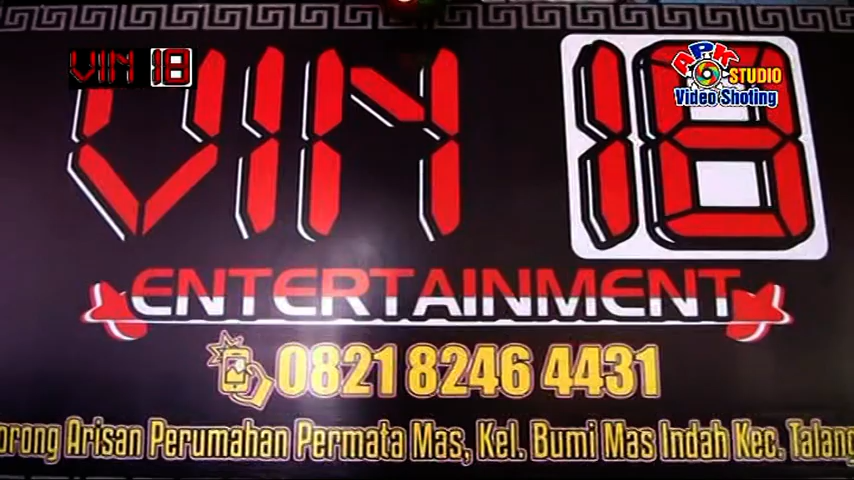 VIN 18
APK STUDIO
Video Shoting
VIN 18
ENTERTAINMENT
0821 8246 4431
Arisan Perumahan Permata Mas, Kel. Bumi Mas Indah Kec. Talang